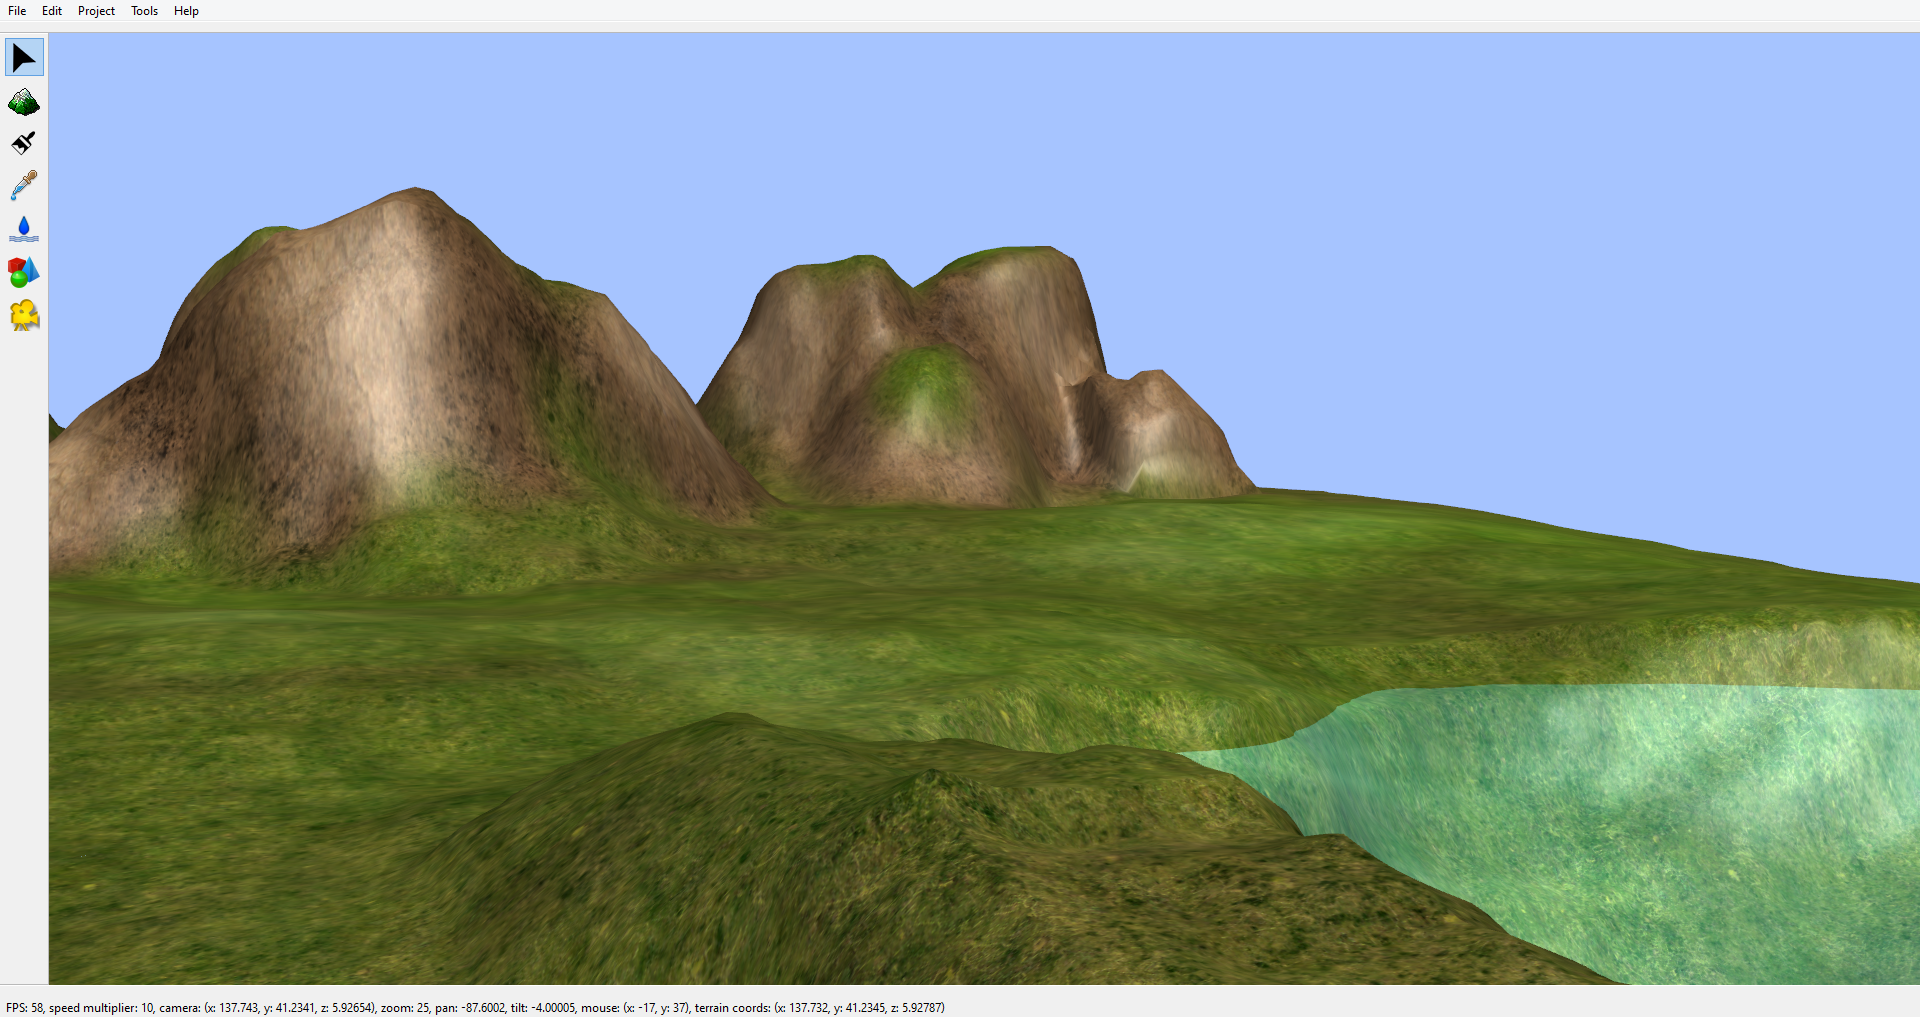 File Edit Project Tools Help
FPS: 58, speed multiplier: 10, camera: (x: 137.743, y: 41.2341, z: 5.92654), zoom: 25, pan: -87.6002, tilt: -4.00005, mouse: (x: -17, y: 37), terrain coords: (x: 137.732, y: 41.2345, z: 5.92787)